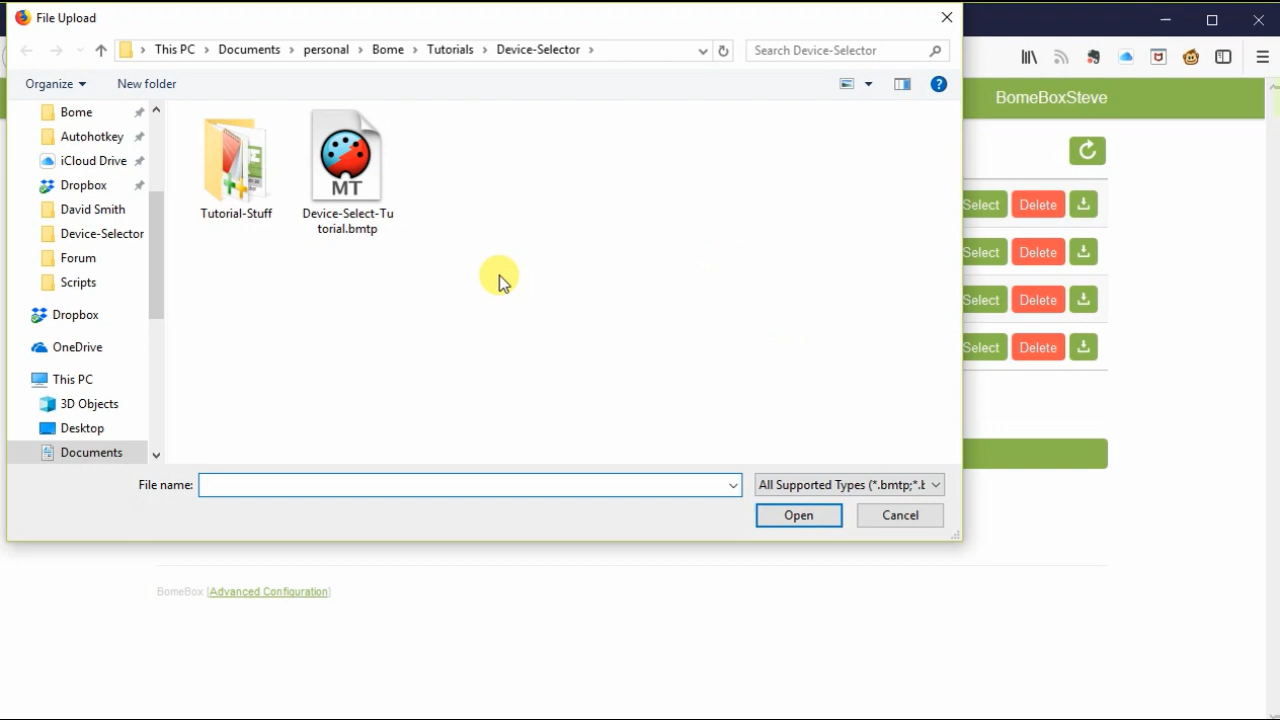 File Upload
This PC > Documents > personal > Bome > Tutorials > Device-Selector >
Search Device-Selector
Organize
New folder
Bome
Autohotkey
iCloud Drive
Dropbox
David Smith
Device-Selector
Forum
Scripts
Dropbox
OneDrive
This PC
3D Objects
Desktop
Documents
Tutorial-Stuff
MT
Device-Select-Tu
torial.bmtp
File name:
All Supported Types (*.bmtp;*.b
Open
Cancel
BomeBoxSteve
Select Delete
Select Delete
Select Delete
Select Delete
BomeBox [Advanced Configuration]